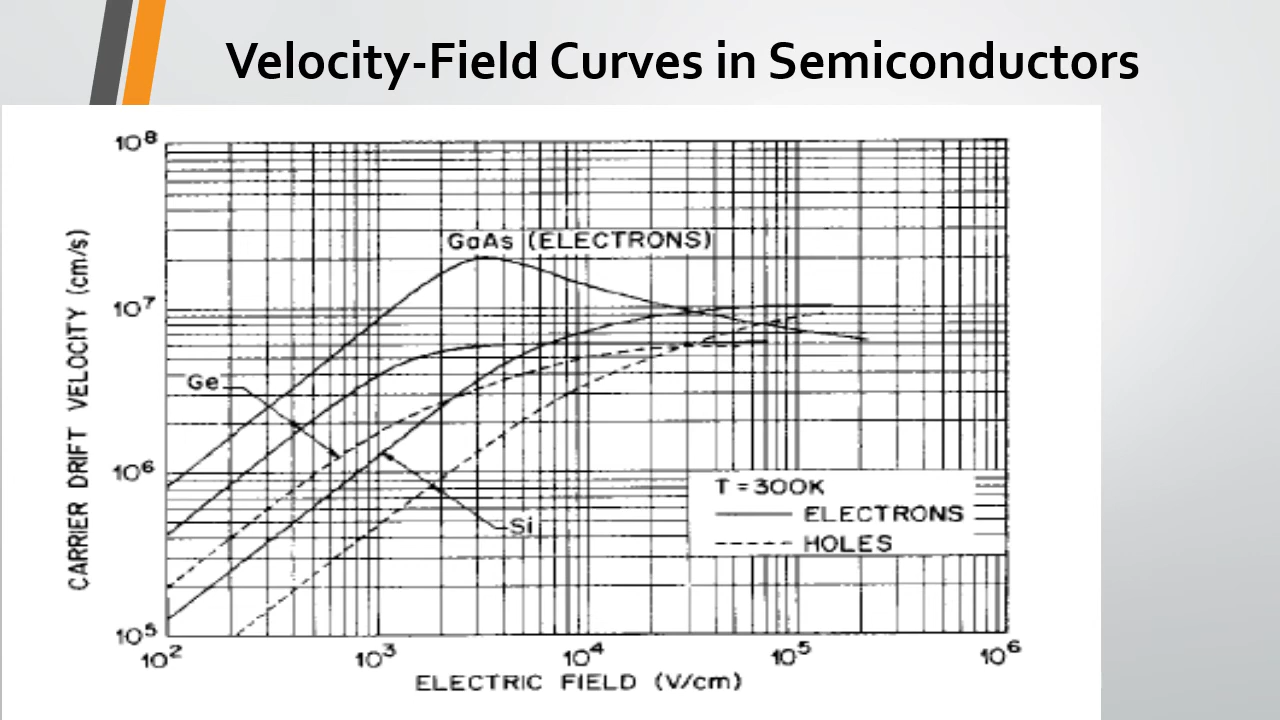 Velocity-Field Curves in Semiconductors
10⁸
GaAs (ELECTRONS)
CARRIER DRIFT VELOCITY (cm/s)
10⁷
Ge
10⁶
T = 300K
ELECTRONS
Si
HOLES
10⁵
10² 10³ 10⁴ 10⁵ 10⁶
ELECTRIC FIELD (V/cm)